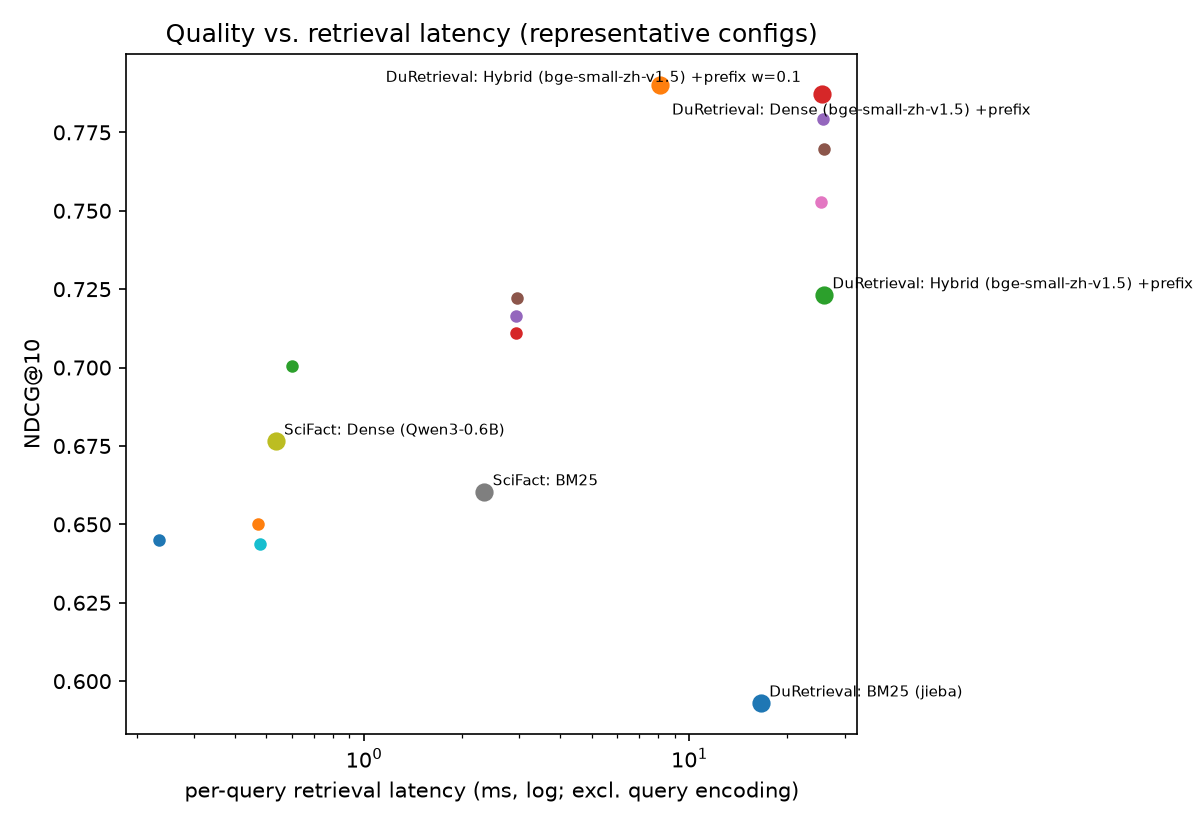 Quality vs. retrieval latency (representative configs)
DuRetrieval: Hybrid (bge-small-zh-v1.5) +prefix w=0.1
DuRetrieval: Dense (bge-small-zh-v1.5) +prefix
DuRetrieval: Hybrid (bge-small-zh-v1.5) +prefix
SciFact: Dense (Qwen3-0.6B)
SciFact: BM25
DuRetrieval: BM25 (jieba)
NDCG@10
0.775
0.750
0.725
0.700
0.675
0.650
0.625
0.600
10⁰ 10¹
per-query retrieval latency (ms, log; excl. query encoding)